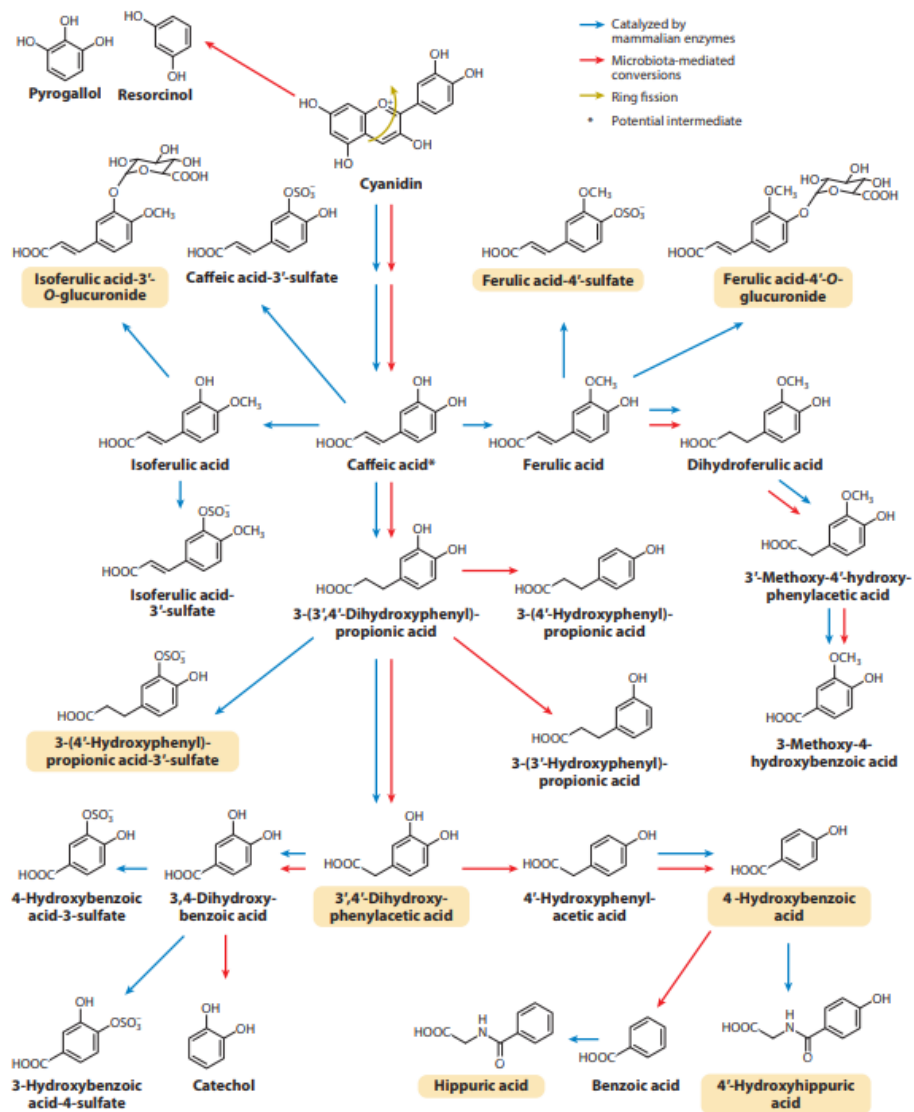 OH
HO
OH
Pyrogallol
HO
OH
Resorcinol
Catalyzed by
mammalian enzymes
Microbiota-mediated
conversions
Ring fission
* Potential intermediate
OH
OH
HO
O+
OH
OH
Cyanidin
HO
OH
HO
OH
O
COOH
O
OCH3
HOOC
Isoferulic acid-3′-
O-glucuronide
OSO3−
OH
HOOC
Caffeic acid-3′-sulfate
OCH3
OSO3−
HOOC
Ferulic acid-4′-sulfate
HO
OH
HO
OH
O
COOH
OCH3
O
HOOC
Ferulic acid-4′-O-
glucuronide
OH
OCH3
HOOC
Isoferulic acid
OH
OH
HOOC
Caffeic acid*
OCH3
OH
HOOC
Ferulic acid
OCH3
OH
HOOC
Dihydroferulic acid
OSO3−
OCH3
HOOC
Isoferulic acid-
3′-sulfate
OH
OH
HOOC
3-(3′,4′-Dihydroxyphenyl)-
propionic acid
OH
HOOC
3-(4′-Hydroxyphenyl)-
propionic acid
OCH3
OH
HOOC
3′-Methoxy-4′-hydroxy-
phenylacetic acid
OSO3−
OH
HOOC
3-(4′-Hydroxyphenyl)-
propionic acid-3′-sulfate
OH
HOOC
3-(3′-Hydroxyphenyl)-
propionic acid
OCH3
OH
HOOC
3-Methoxy-4-
hydroxybenzoic acid
OSO3−
OH
HOOC
4-Hydroxybenzoic
acid-3-sulfate
OH
OH
HOOC
3,4-Dihydroxy-
benzoic acid
OH
OH
HOOC
3′,4′-Dihydroxy-
phenylacetic acid
OH
HOOC
4′-Hydroxyphenyl-
acetic acid
OH
HOOC
4-Hydroxybenzoic
acid
OH
OSO3−
HOOC
3-Hydroxybenzoic
acid-4-sulfate
OH
OH
Catechol
HOOC
H
N
O
Hippuric acid
HOOC
Benzoic acid
HOOC
H
N
O
OH
4′-Hydroxyhippuric
acid